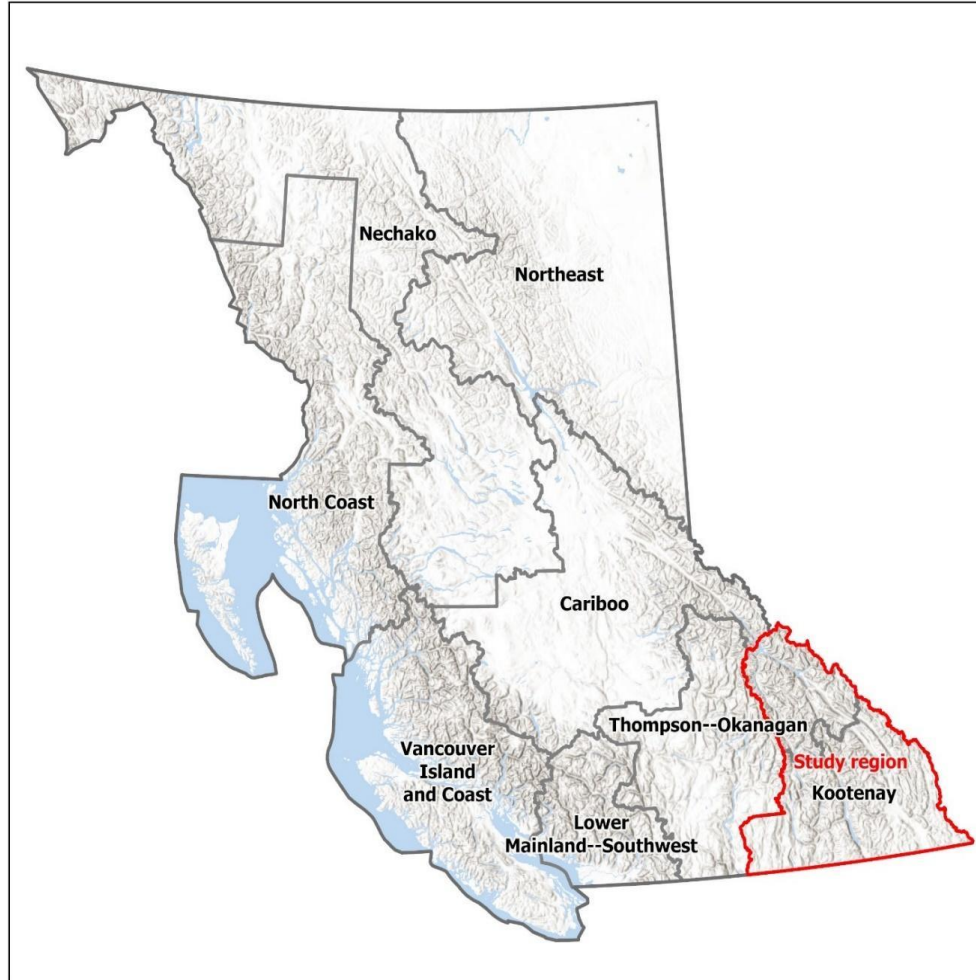 Nechako
Northeast
North Coast
Cariboo
Thompson--Okanagan
Vancouver
Island
and Coast
Study region
Kootenay
Lower
Mainland--Southwest